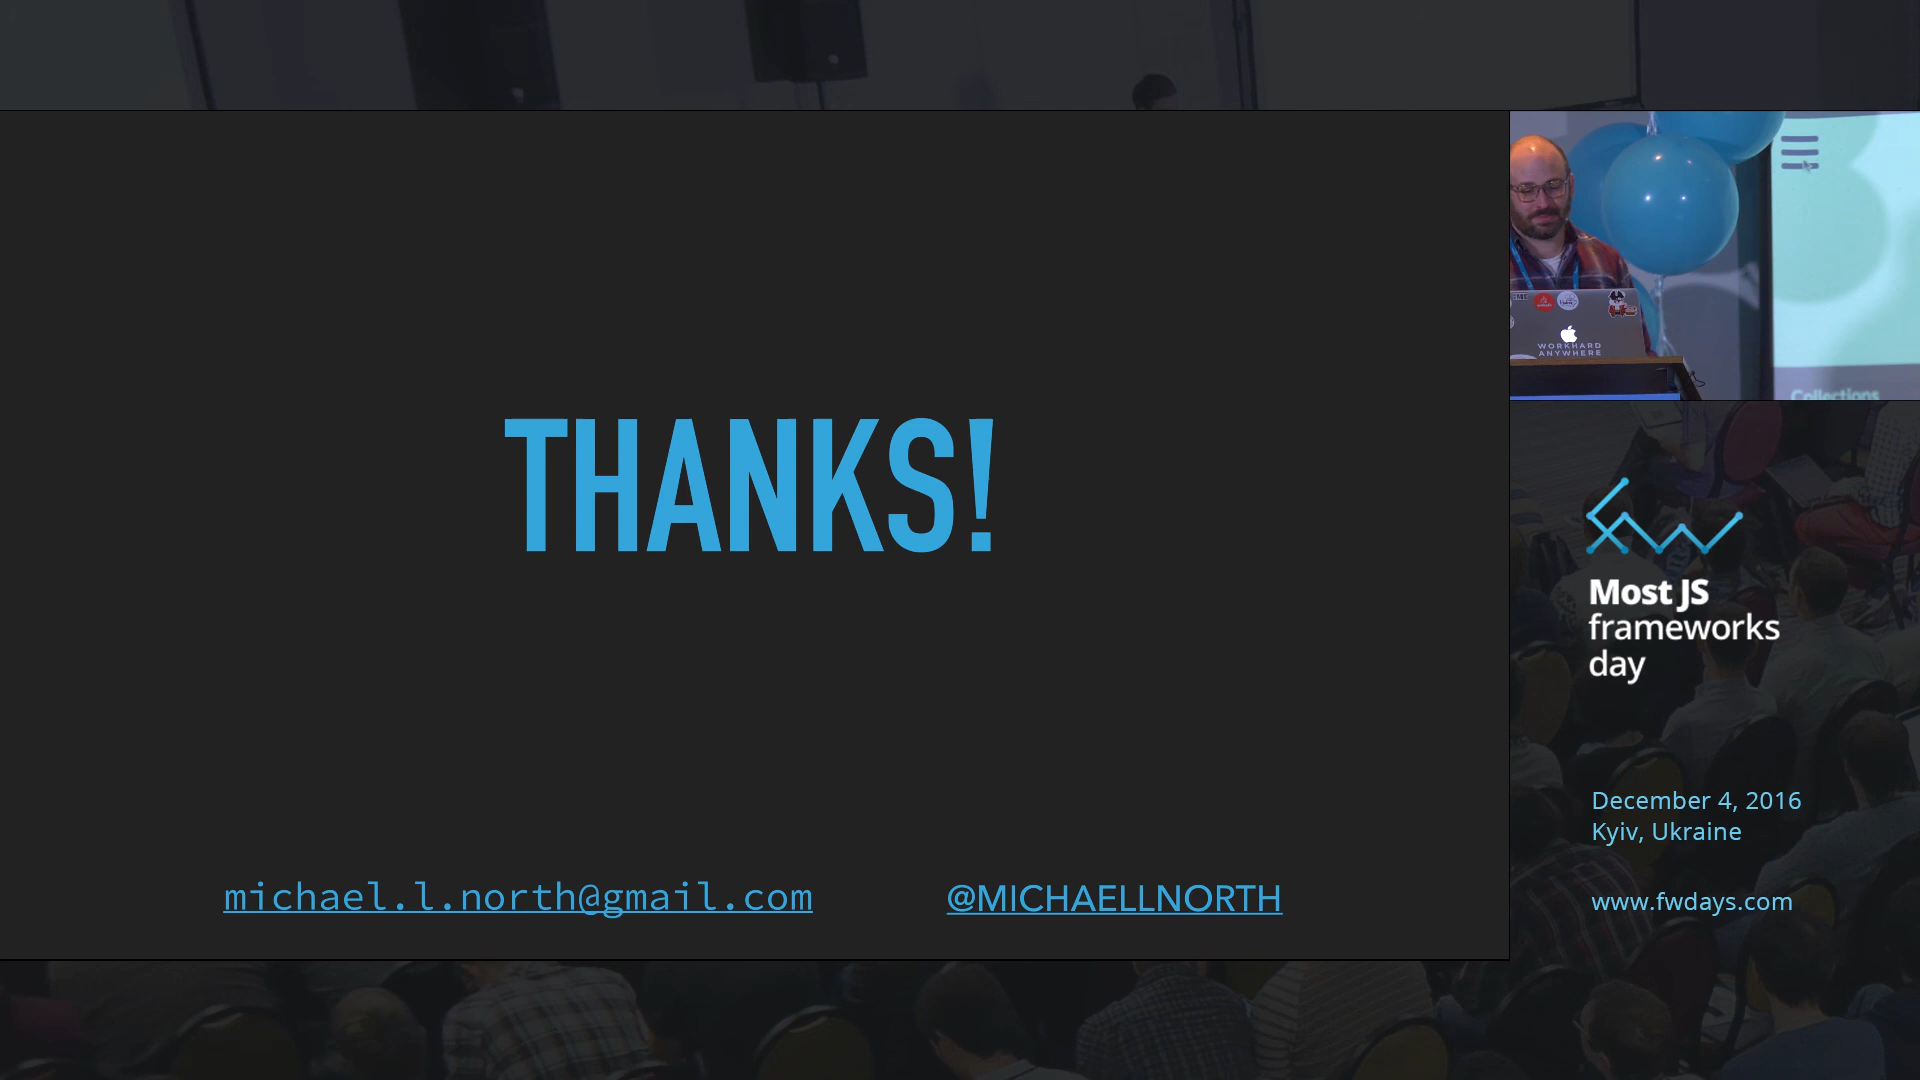 THANKS!
michael.l.north@gmail.com
@MICHAELLNORTH
WORKHARD
ANYWHERE
Collections
Most JS
frameworks
day
December 4, 2016
Kyiv, Ukraine
www.fwdays.com